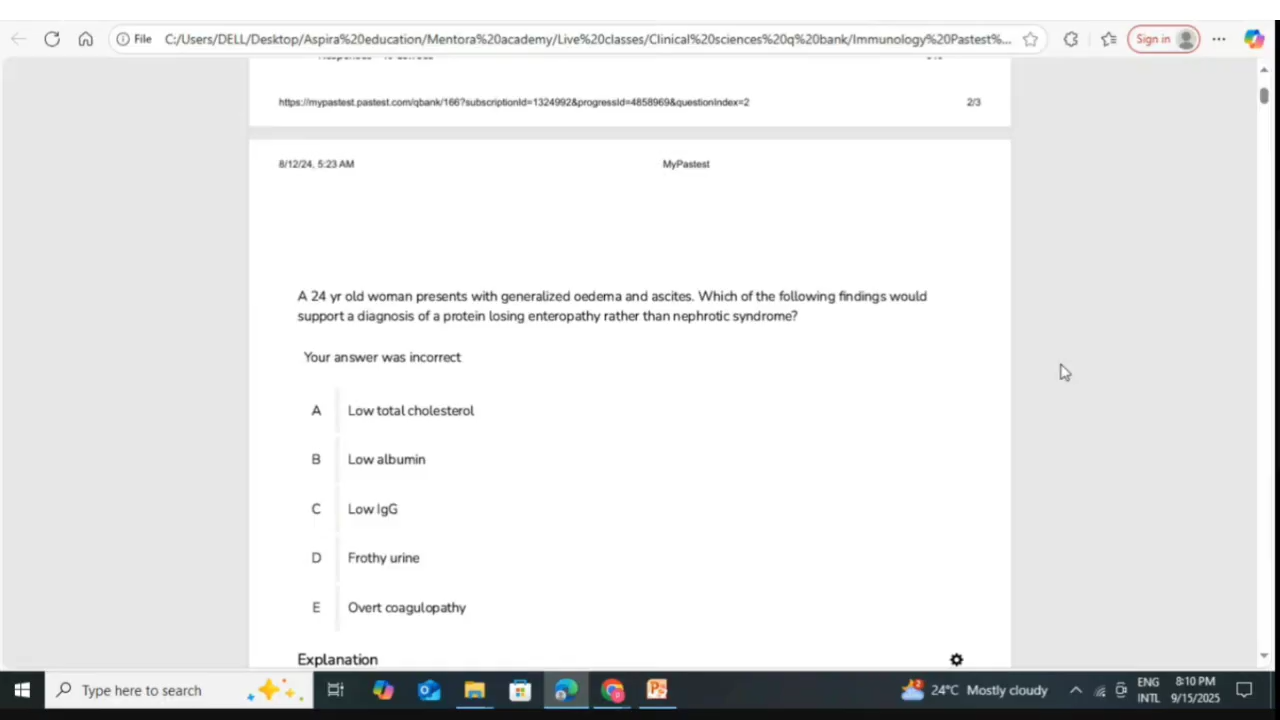 File C:/Users/DELL/Desktop/Aspira%20education/Mentora%20academy/Live%20classes/Clinical%20sciences%20q%20bank/Immunology%20Pastest%...
Sign in
https://mypastest.pastest.com/qbank/166?subscriptionId=1324992&progressId=4858969&questionIndex=2 2/3
8/12/24, 5:23 AM MyPastest
A 24 yr old woman presents with generalized oedema and ascites. Which of the following findings would
support a diagnosis of a protein losing enteropathy rather than nephrotic syndrome?
Your answer was incorrect
A Low total cholesterol
B Low albumin
C Low IgG
D Frothy urine
E Overt coagulopathy
Explanation
Type here to search
24°C Mostly cloudy
ENG
INTL
8:10 PM
9/15/2025